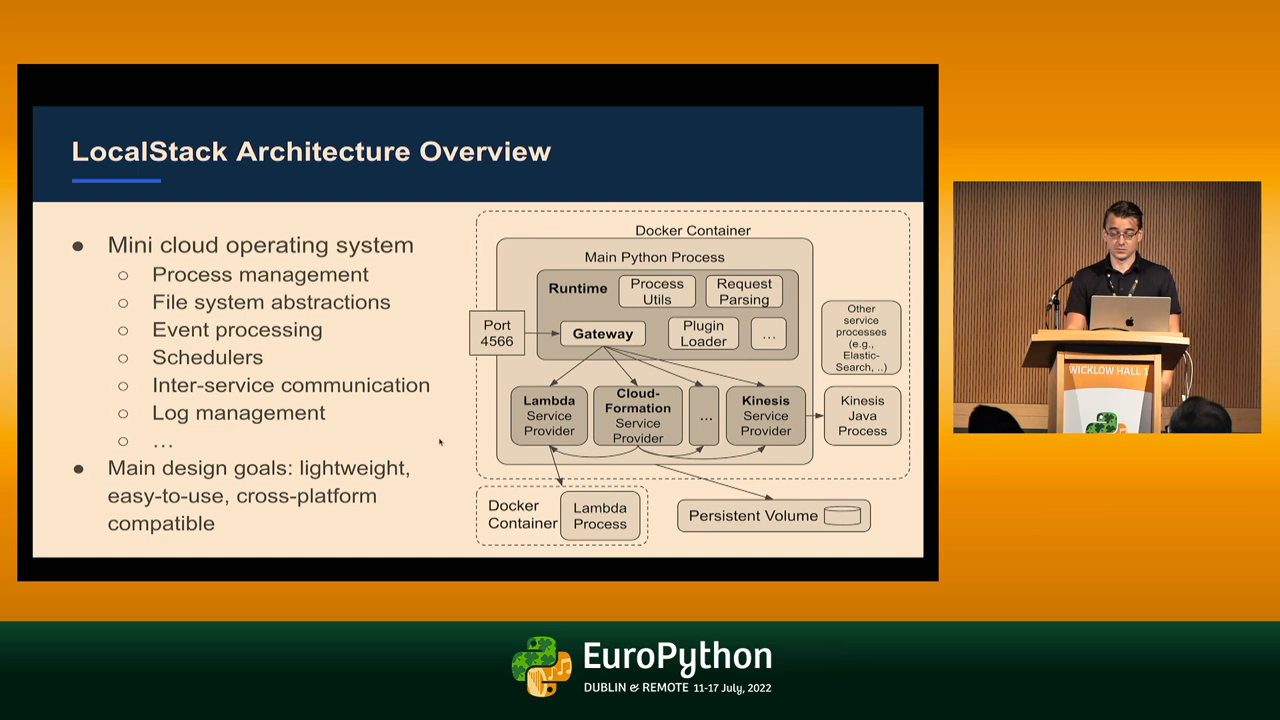 LocalStack Architecture Overview
● Mini cloud operating system
○ Process management
○ File system abstractions
○ Event processing
○ Schedulers
○ Inter-service communication
○ Log management
○ …
● Main design goals: lightweight,
easy-to-use, cross-platform
compatible
Docker Container
Main Python Process
Runtime
Process
Utils
Request
Parsing
Port
4566
Gateway
Plugin
Loader
...
Other
service
processes
(e.g.,
Elastic-
Search, ..)
Lambda
Service
Provider
Cloud-
Formation
Service
Provider
...
Kinesis
Service
Provider
Kinesis
Java
Process
Docker
Container
Lambda
Process
Persistent Volume
WICKLOW HALL 1
EuroPython
DUBLIN & REMOTE 11-17 July, 2022